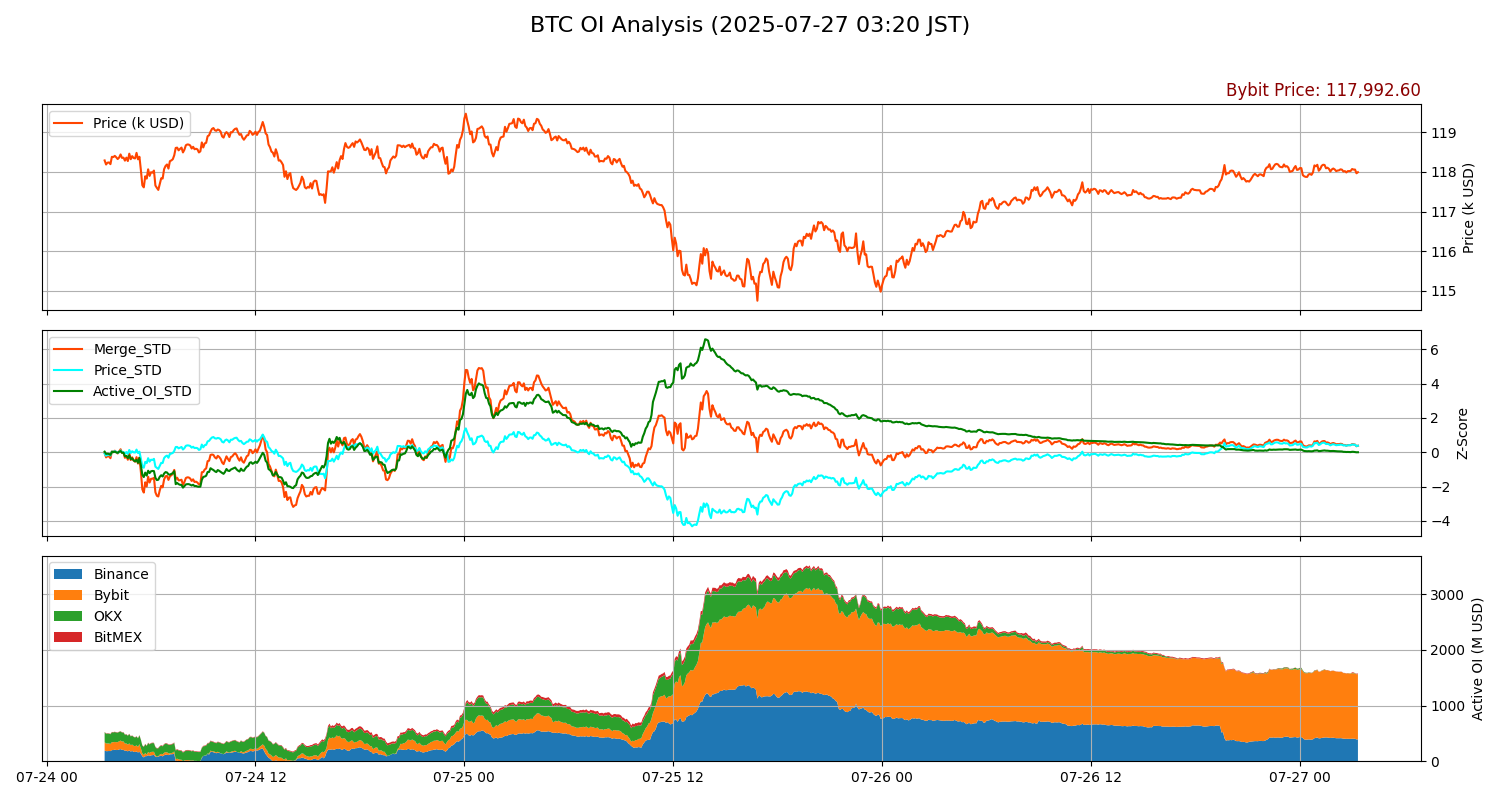 BTC OI Analysis (2025-07-27 03:20 JST)
Bybit Price: 117,992.60
Price (k USD)
119
118
117
116
115
Price (k USD)
Merge_STD
Price_STD
Active_OI_STD
6
4
2
0
−2
−4
Z-Score
Binance
Bybit
OKX
BitMEX
3000
2000
1000
0
Active OI (M USD)
07-24 00
07-24 12
07-25 00
07-25 12
07-26 00
07-26 12
07-27 00